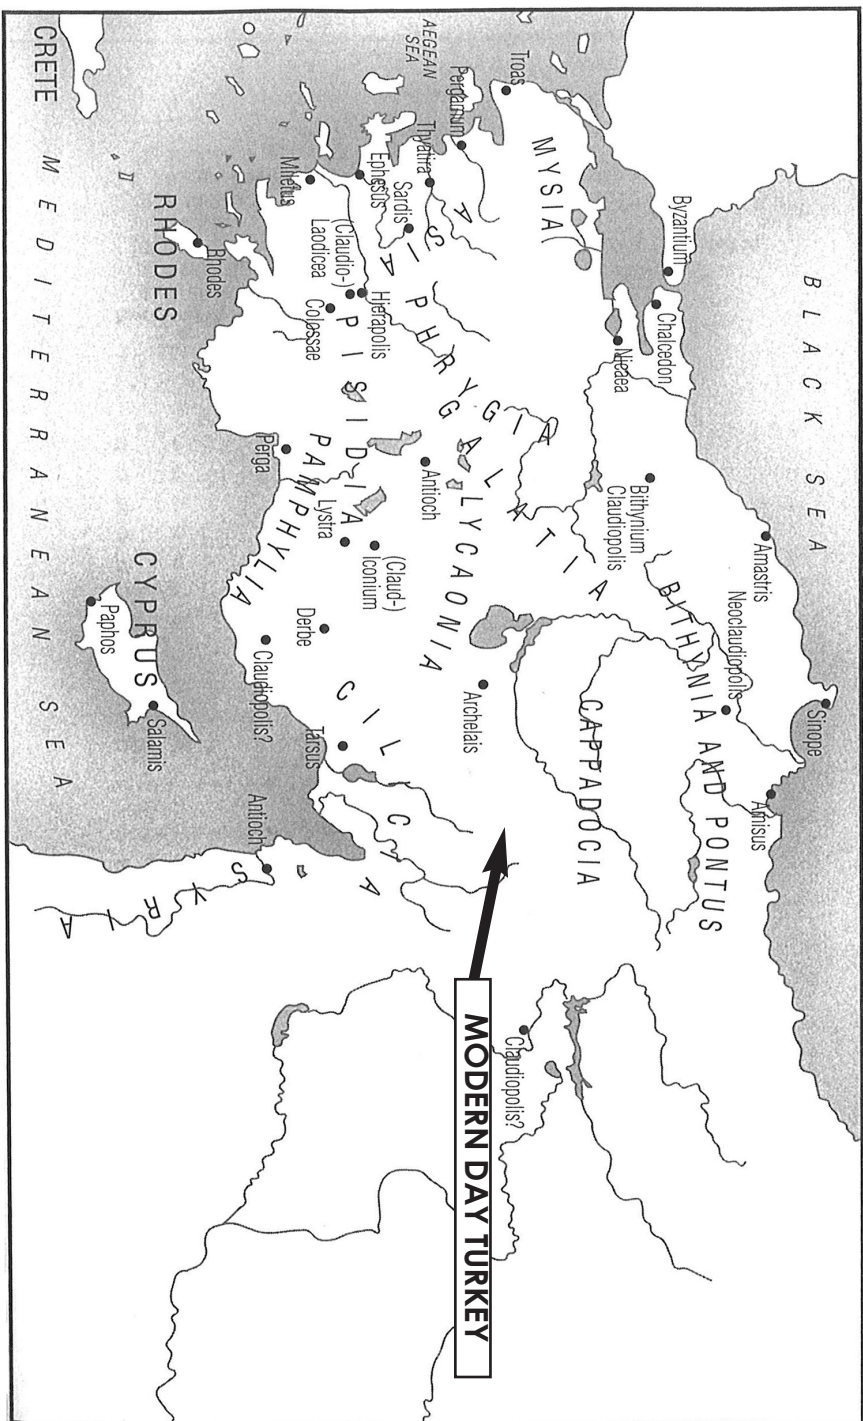 BLACK SEA
Byzantium
Chalcedon
Nicaea
Amastris
Sinope
Amisus
Bithynium
Claudiopolis
Neoclaudiopolis
BITHYNIA AND PONTUS
Troas
MYSIA
AEGEAN
SEA
Pergamum
Thyatira
Sardis
Ephesus
ASIA
PHRYGIA
GALATIA
LYCAONIA
CAPPADOCIA
Archelais
Mhetus
(Claudio-)
Laodicea
Hierapolis
Colossae
PISIDIA
Antioch
(Claud-)
Iconium
Lystra
Derbe
Perga
PAMPHYLIA
Claudiopolis?
Tarsus
CILCIA
Claudiopolis?
MODERN DAY TURKEY
Antioch
SYRIA
RHODES
Rhodes
CYPRUS
Paphos
Salamis
CRETE
MEDITERRANEAN SEA